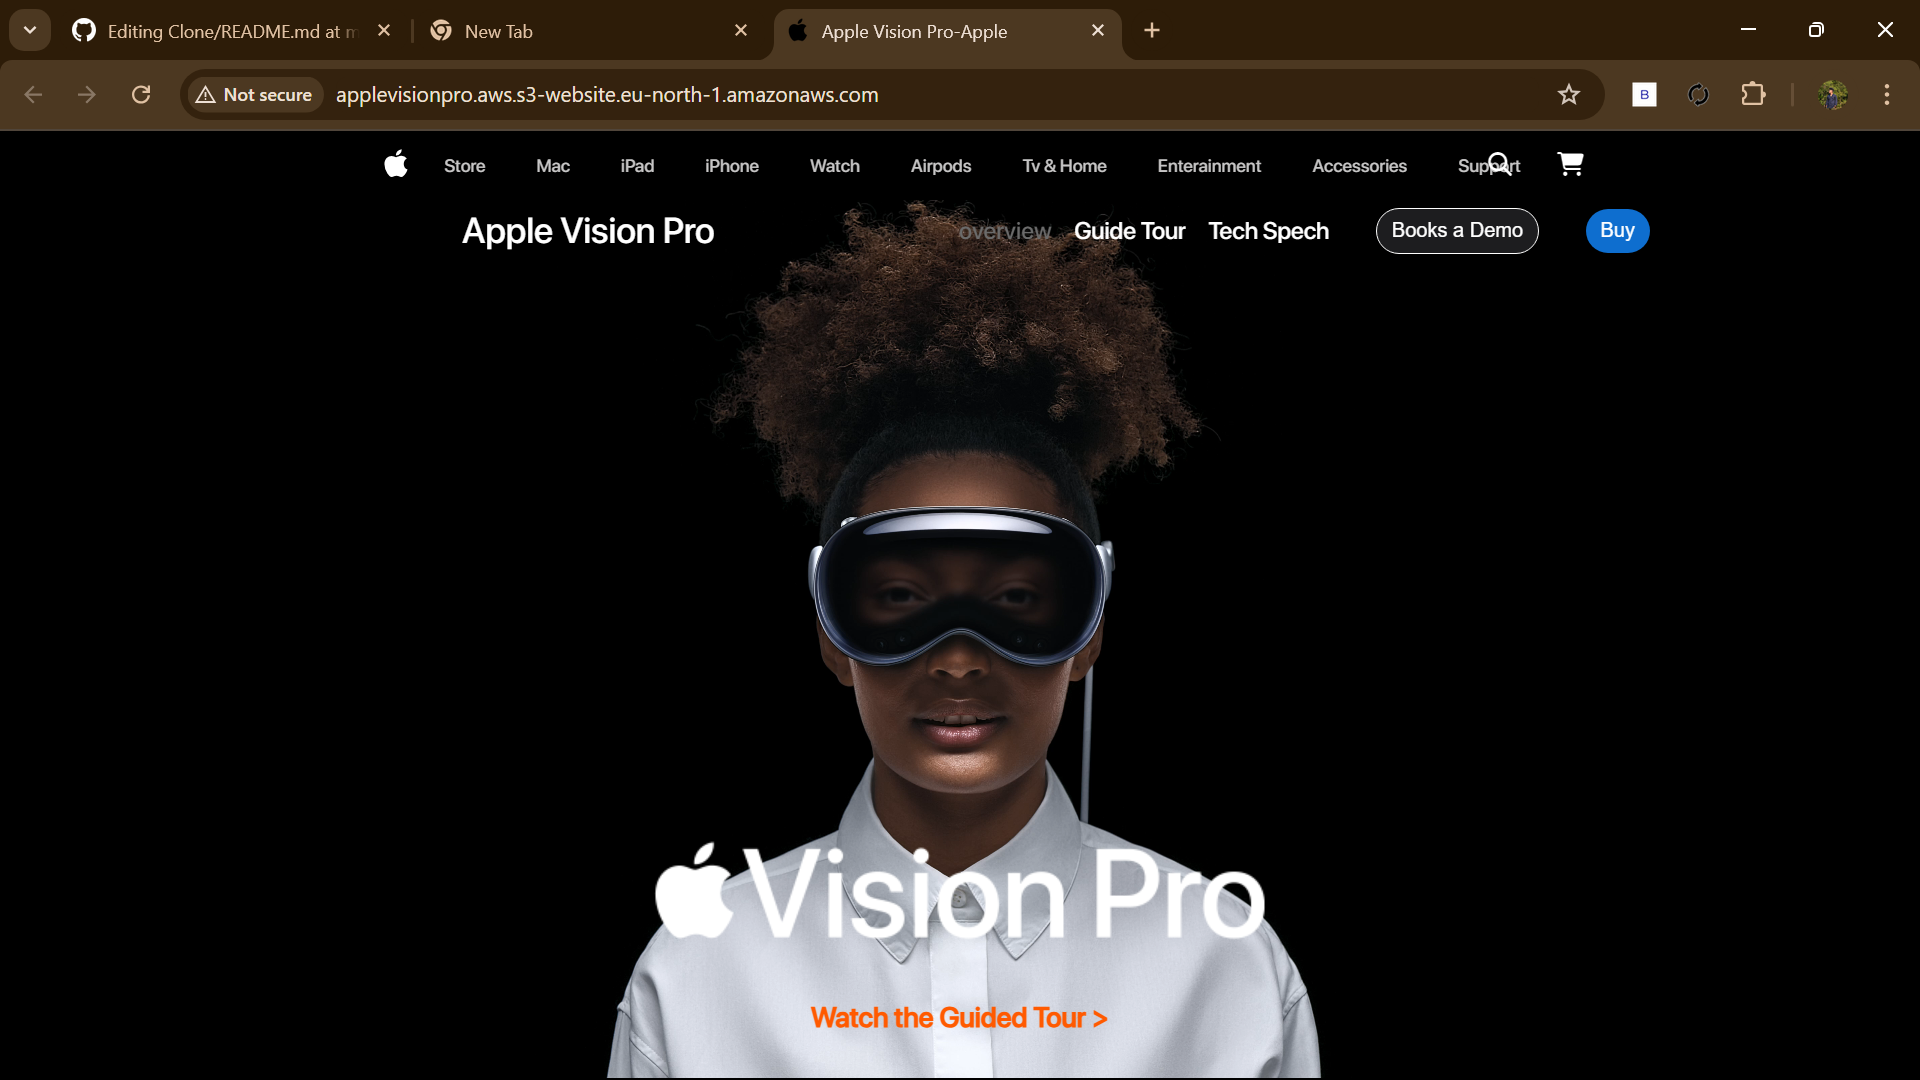 Editing Clone/README.md at m
New Tab
Apple Vision Pro-Apple
Not secure
applevisionpro.aws.s3-website.eu-north-1.amazonaws.com
B
Store Mac iPad iPhone Watch Airpods Tv & Home Enterainment Accessories Support
Apple Vision Pro overview Guide Tour Tech Spech Books a Demo Buy
Vision Pro
Watch the Guided Tour >